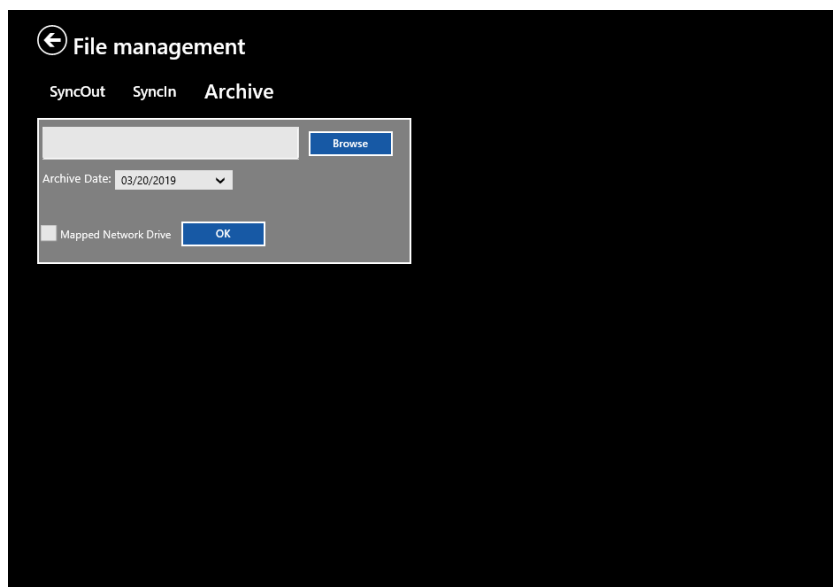 File management
SyncOut SyncIn Archive
Browse
Archive Date: 03/20/2019
Mapped Network Drive OK